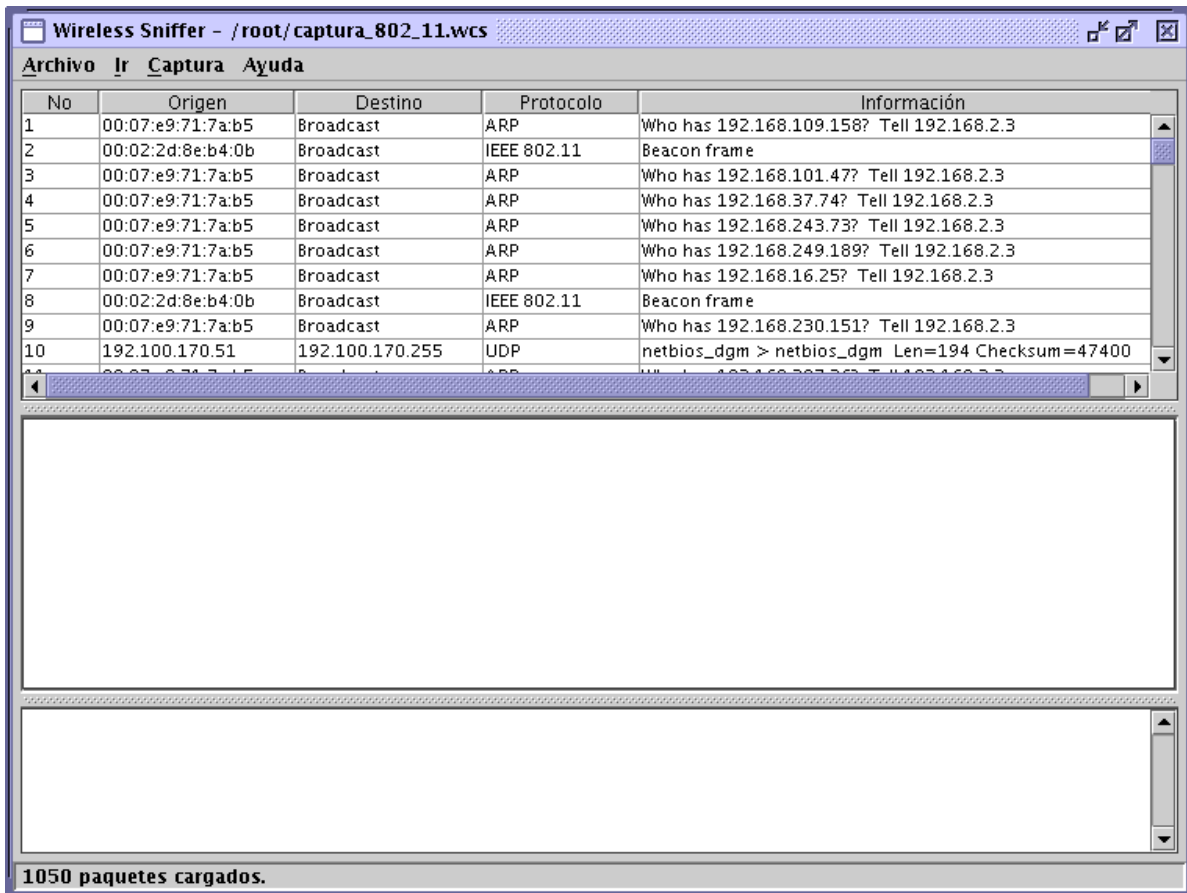 Wireless Sniffer - /root/captura_802_11.wcs
Archivo Ir Captura Ayuda
No Origen Destino Protocolo Información
1 00:07:e9:71:7a:b5 Broadcast ARP Who has 192.168.109.158? Tell 192.168.2.3
2 00:02:2d:8e:b4:0b Broadcast IEEE 802.11 Beacon frame
3 00:07:e9:71:7a:b5 Broadcast ARP Who has 192.168.101.47? Tell 192.168.2.3
4 00:07:e9:71:7a:b5 Broadcast ARP Who has 192.168.37.74? Tell 192.168.2.3
5 00:07:e9:71:7a:b5 Broadcast ARP Who has 192.168.243.73? Tell 192.168.2.3
6 00:07:e9:71:7a:b5 Broadcast ARP Who has 192.168.249.189? Tell 192.168.2.3
7 00:07:e9:71:7a:b5 Broadcast ARP Who has 192.168.16.25? Tell 192.168.2.3
8 00:02:2d:8e:b4:0b Broadcast IEEE 802.11 Beacon frame
9 00:07:e9:71:7a:b5 Broadcast ARP Who has 192.168.230.151? Tell 192.168.2.3
10 192.100.170.51 192.100.170.255 UDP netbios_dgm > netbios_dgm Len=194 Checksum=47400
1050 paquetes cargados.